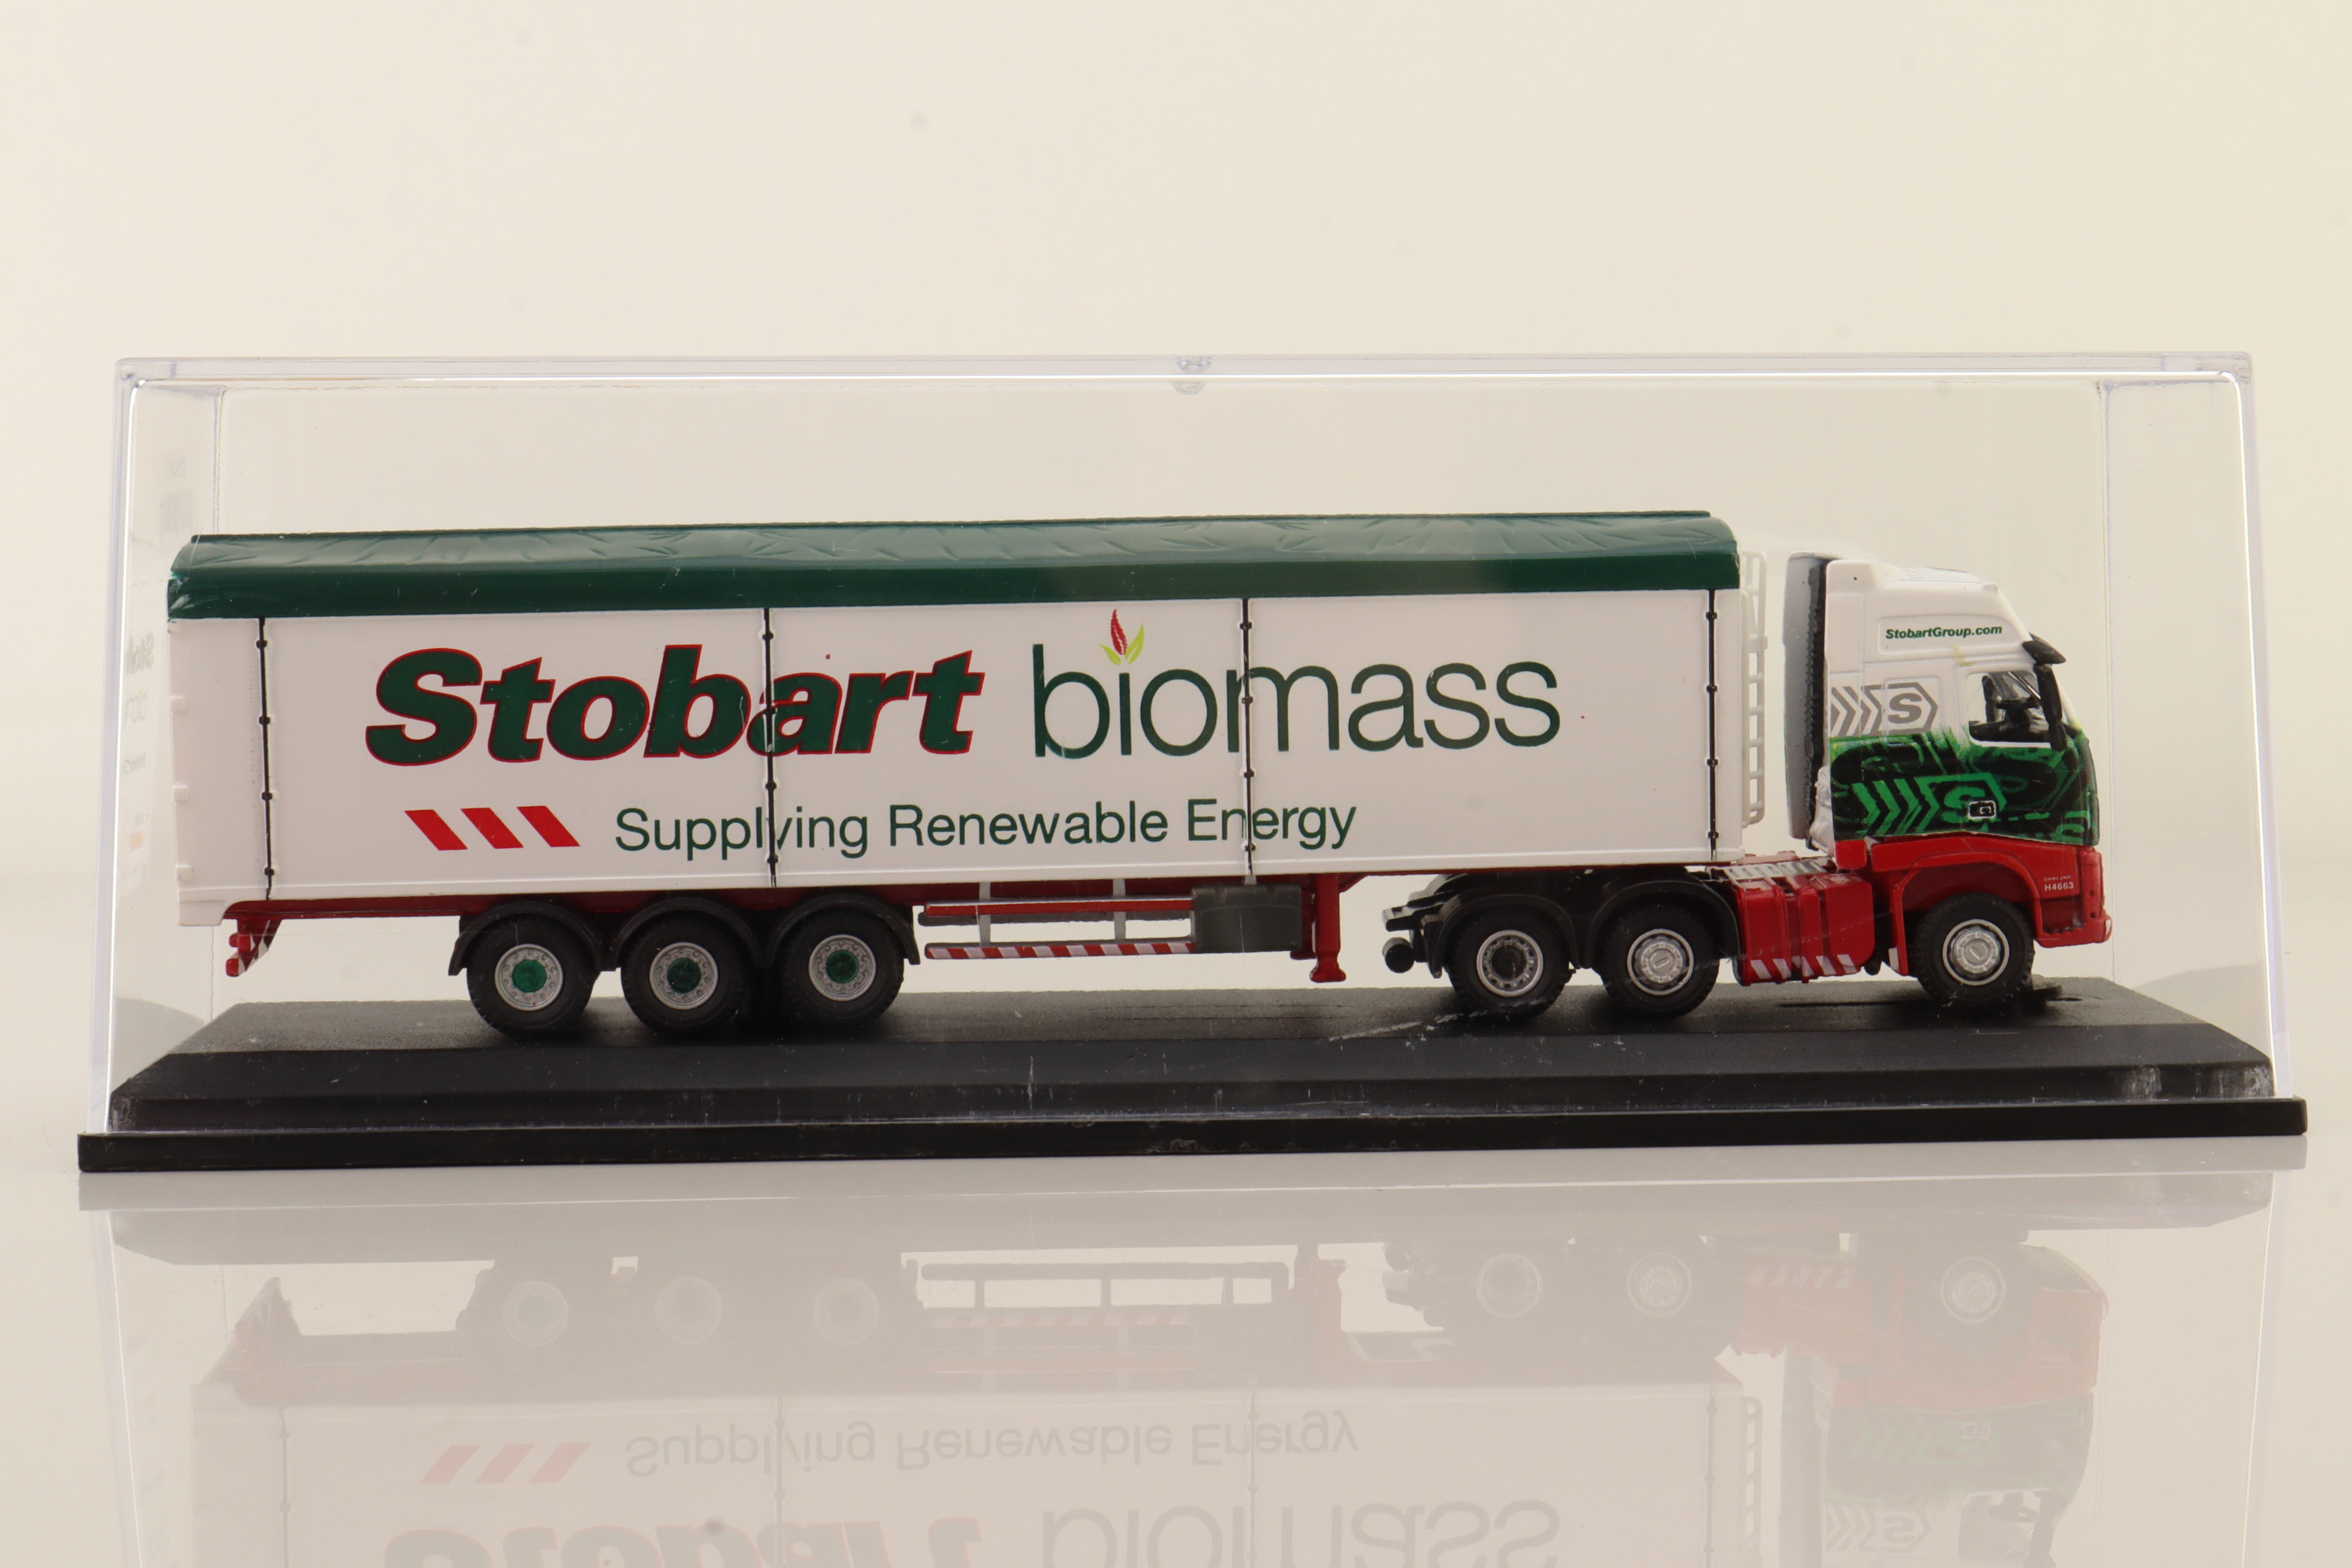 Stobart biomass
Supplying Renewable Energy
StobartGroup.com
S
S
H4663